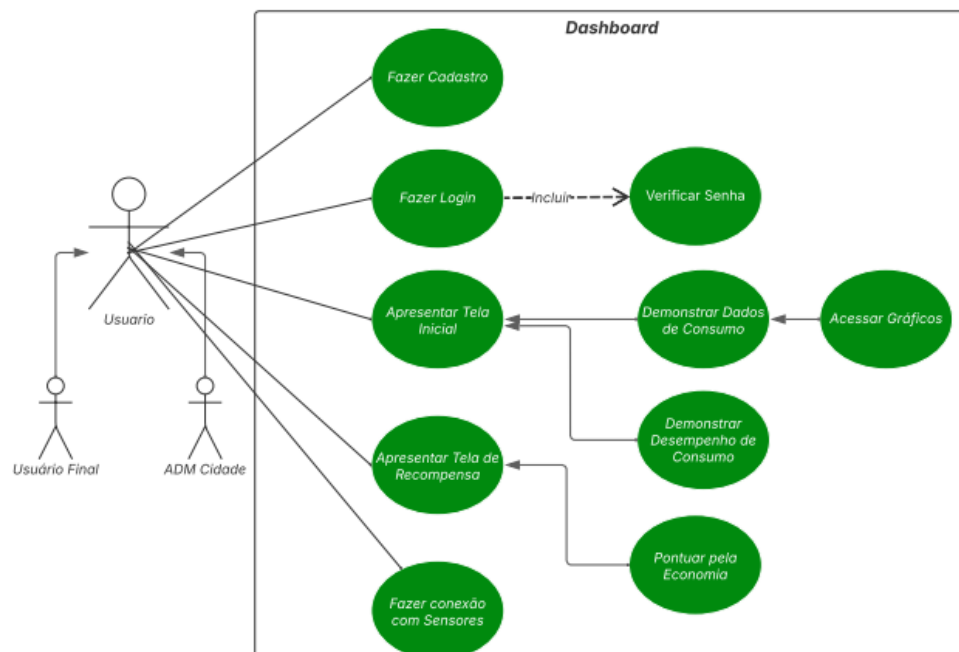 Dashboard
Fazer Cadastro
Fazer Login
Incluir
Verificar Senha
Usuario
Apresentar Tela
Inicial
Demonstrar Dados
de Consumo
Acessar Gráficos
Demonstrar
Desempenho de
Consumo
Usuário Final
ADM Cidade
Apresentar Tela de
Recompensa
Pontuar pela
Economia
Fazer conexão
com Sensores